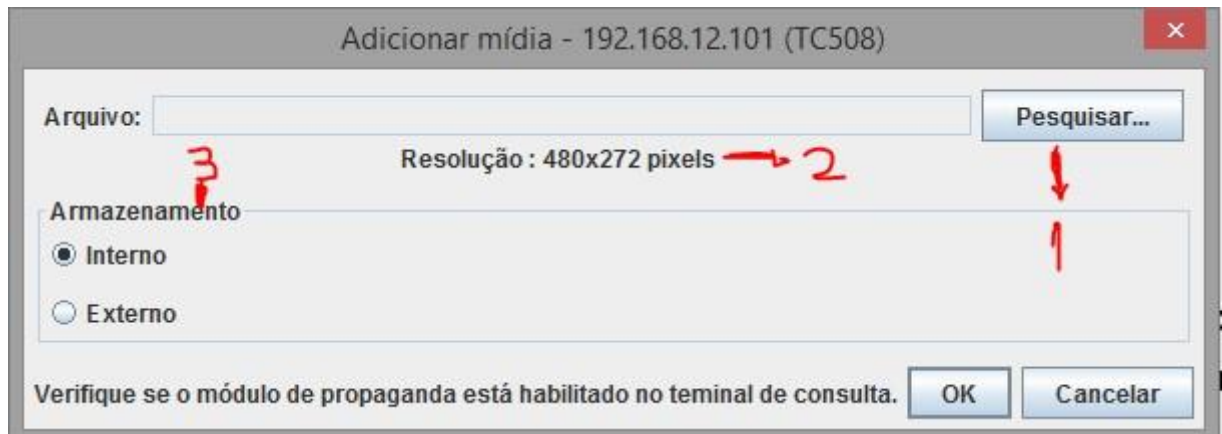 Adicionar mídia - 192.168.12.101 (TC508)
Arquivo: Pesquisar...
Resolução : 480x272 pixels 2
3
1
Armazenamento
Interno
Externo
Verifique se o módulo de propaganda está habilitado no teminal de consulta. OK Cancelar